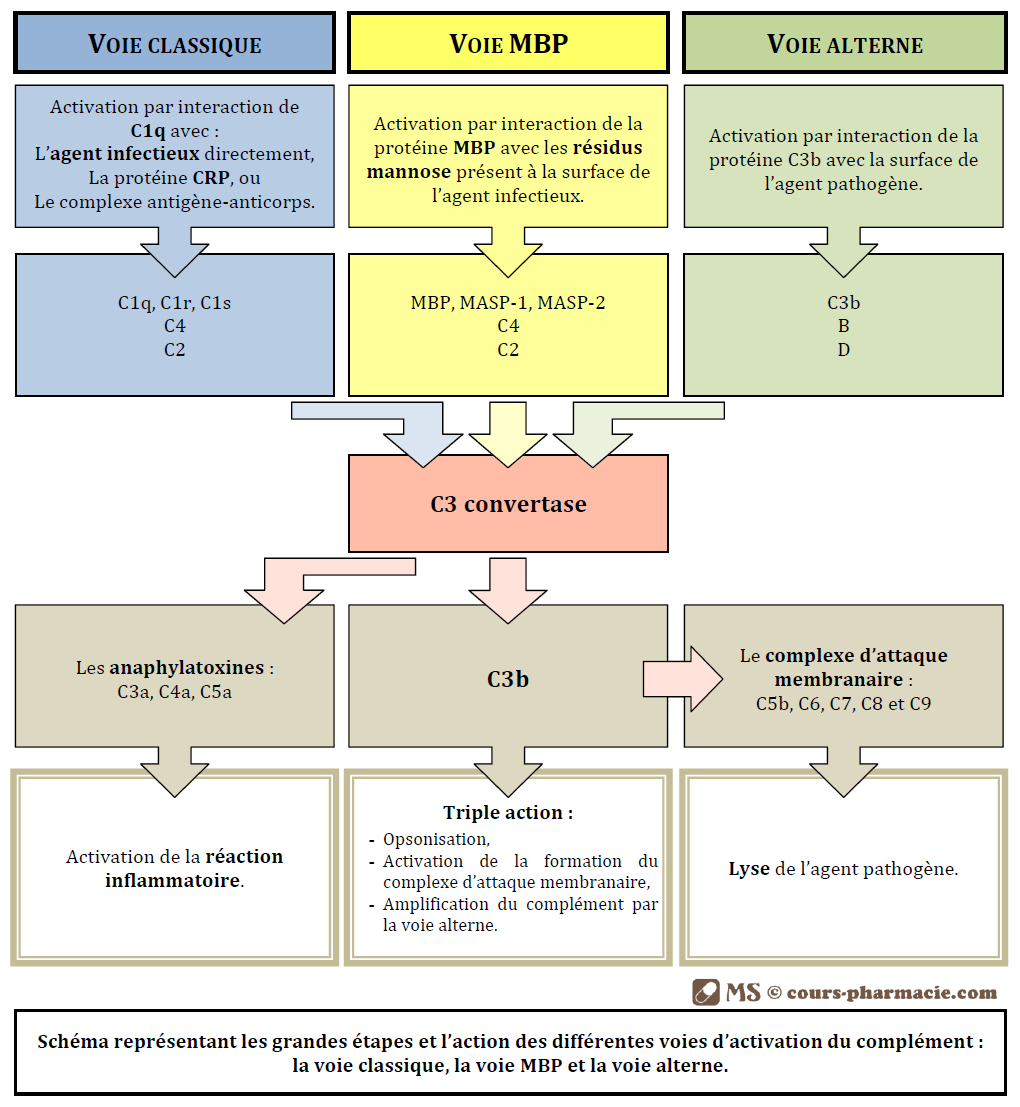 VOIE CLASSIQUE
VOIE MBP
VOIE ALTERNE
Activation par interaction de
C1q avec :
L’agent infectieux directement,
La protéine CRP, ou
Le complexe antigène-anticorps.
Activation par interaction de la
protéine MBP avec les résidus
mannose présent à la surface de
l’agent infectieux.
Activation par interaction de la
protéine C3b avec la surface de
l’agent pathogène.
C1q, C1r, C1s
C4
C2
MBP, MASP-1, MASP-2
C4
C2
C3b
B
D
C3 convertase
Les anaphylatoxines :
C3a, C4a, C5a
C3b
Le complexe d’attaque
membranaire :
C5b, C6, C7, C8 et C9
Activation de la réaction
inflammatoire.
Triple action :
- Opsonisation,
- Activation de la formation du
complexe d’attaque membranaire,
- Amplification du complément par
la voie alterne.
Lyse de l’agent pathogène.
MS © cours-pharmacie.com
Schéma représentant les grandes étapes et l’action des différentes voies d’activation du complément :
la voie classique, la voie MBP et la voie alterne.